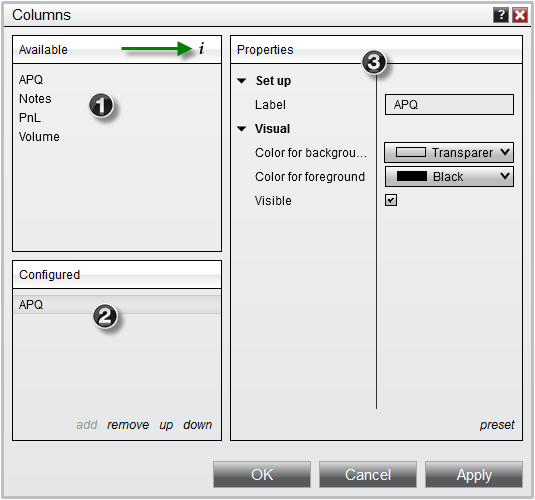 Columns
?
Available i
APQ
Notes
PnL
Volume
1
Configured
APQ
2
add remove up down
Properties
3
Set up
Label APQ
Visual
Color for backgrou... Transparer
Color for foreground Black
Visible
preset
OK Cancel Apply